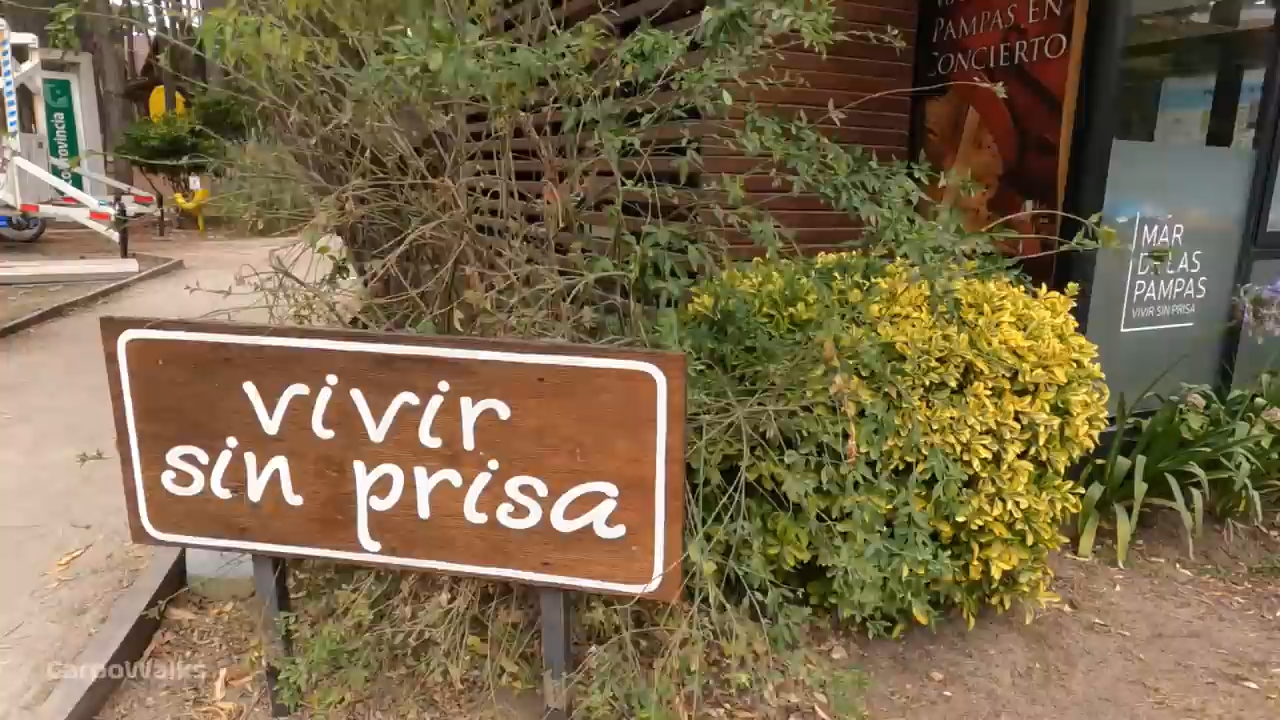 PAMPAS EN
CONCIERTO
vivir
sin prisa
MAR
DE LAS
PAMPAS
VIVIR SIN PRISA
CarpoWalks